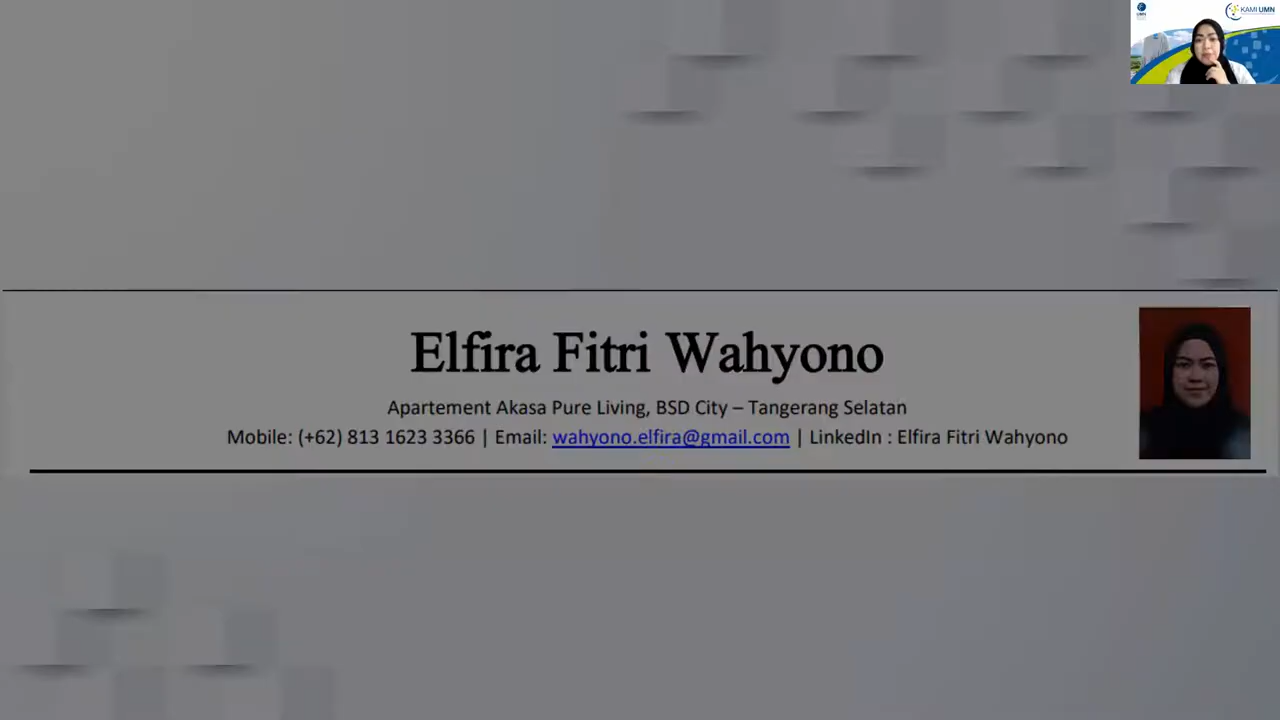 UMN
KAMI UMN
Elfira Fitri Wahyono
Apartement Akasa Pure Living, BSD City – Tangerang Selatan
Mobile: (+62) 813 1623 3366 | Email: wahyono.elfira@gmail.com | LinkedIn : Elfira Fitri Wahyono